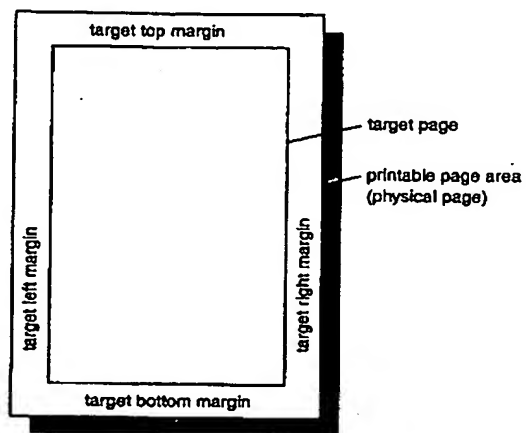 target top margin
target page
printable page area
(physical page)
target left margin
target right margin
target bottom margin